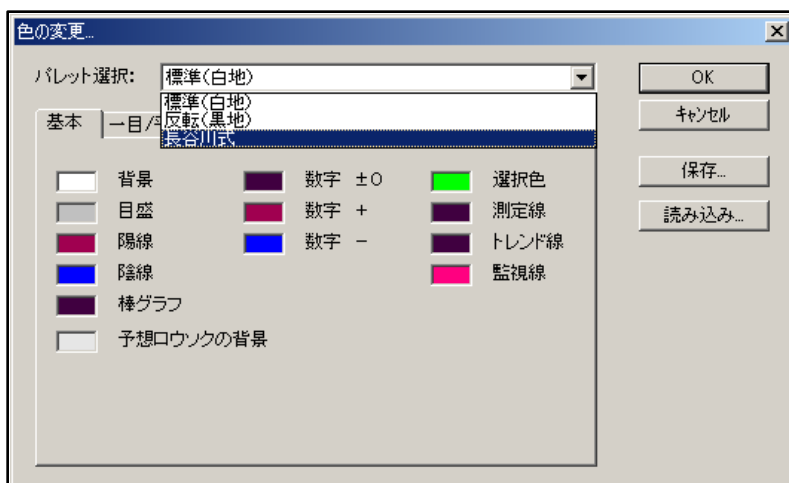 色の変更...
パレット選択: 標準(白地) OK
標準(白地)
反転(黒地)
長谷川式
キャンセル
基本 一目/
保存...
読み込み...
背景 数字 ±0 選択色
目盛 数字 + 測定線
陽線 数字 - トレンド線
陰線 監視線
棒グラフ
予想ロウソクの背景